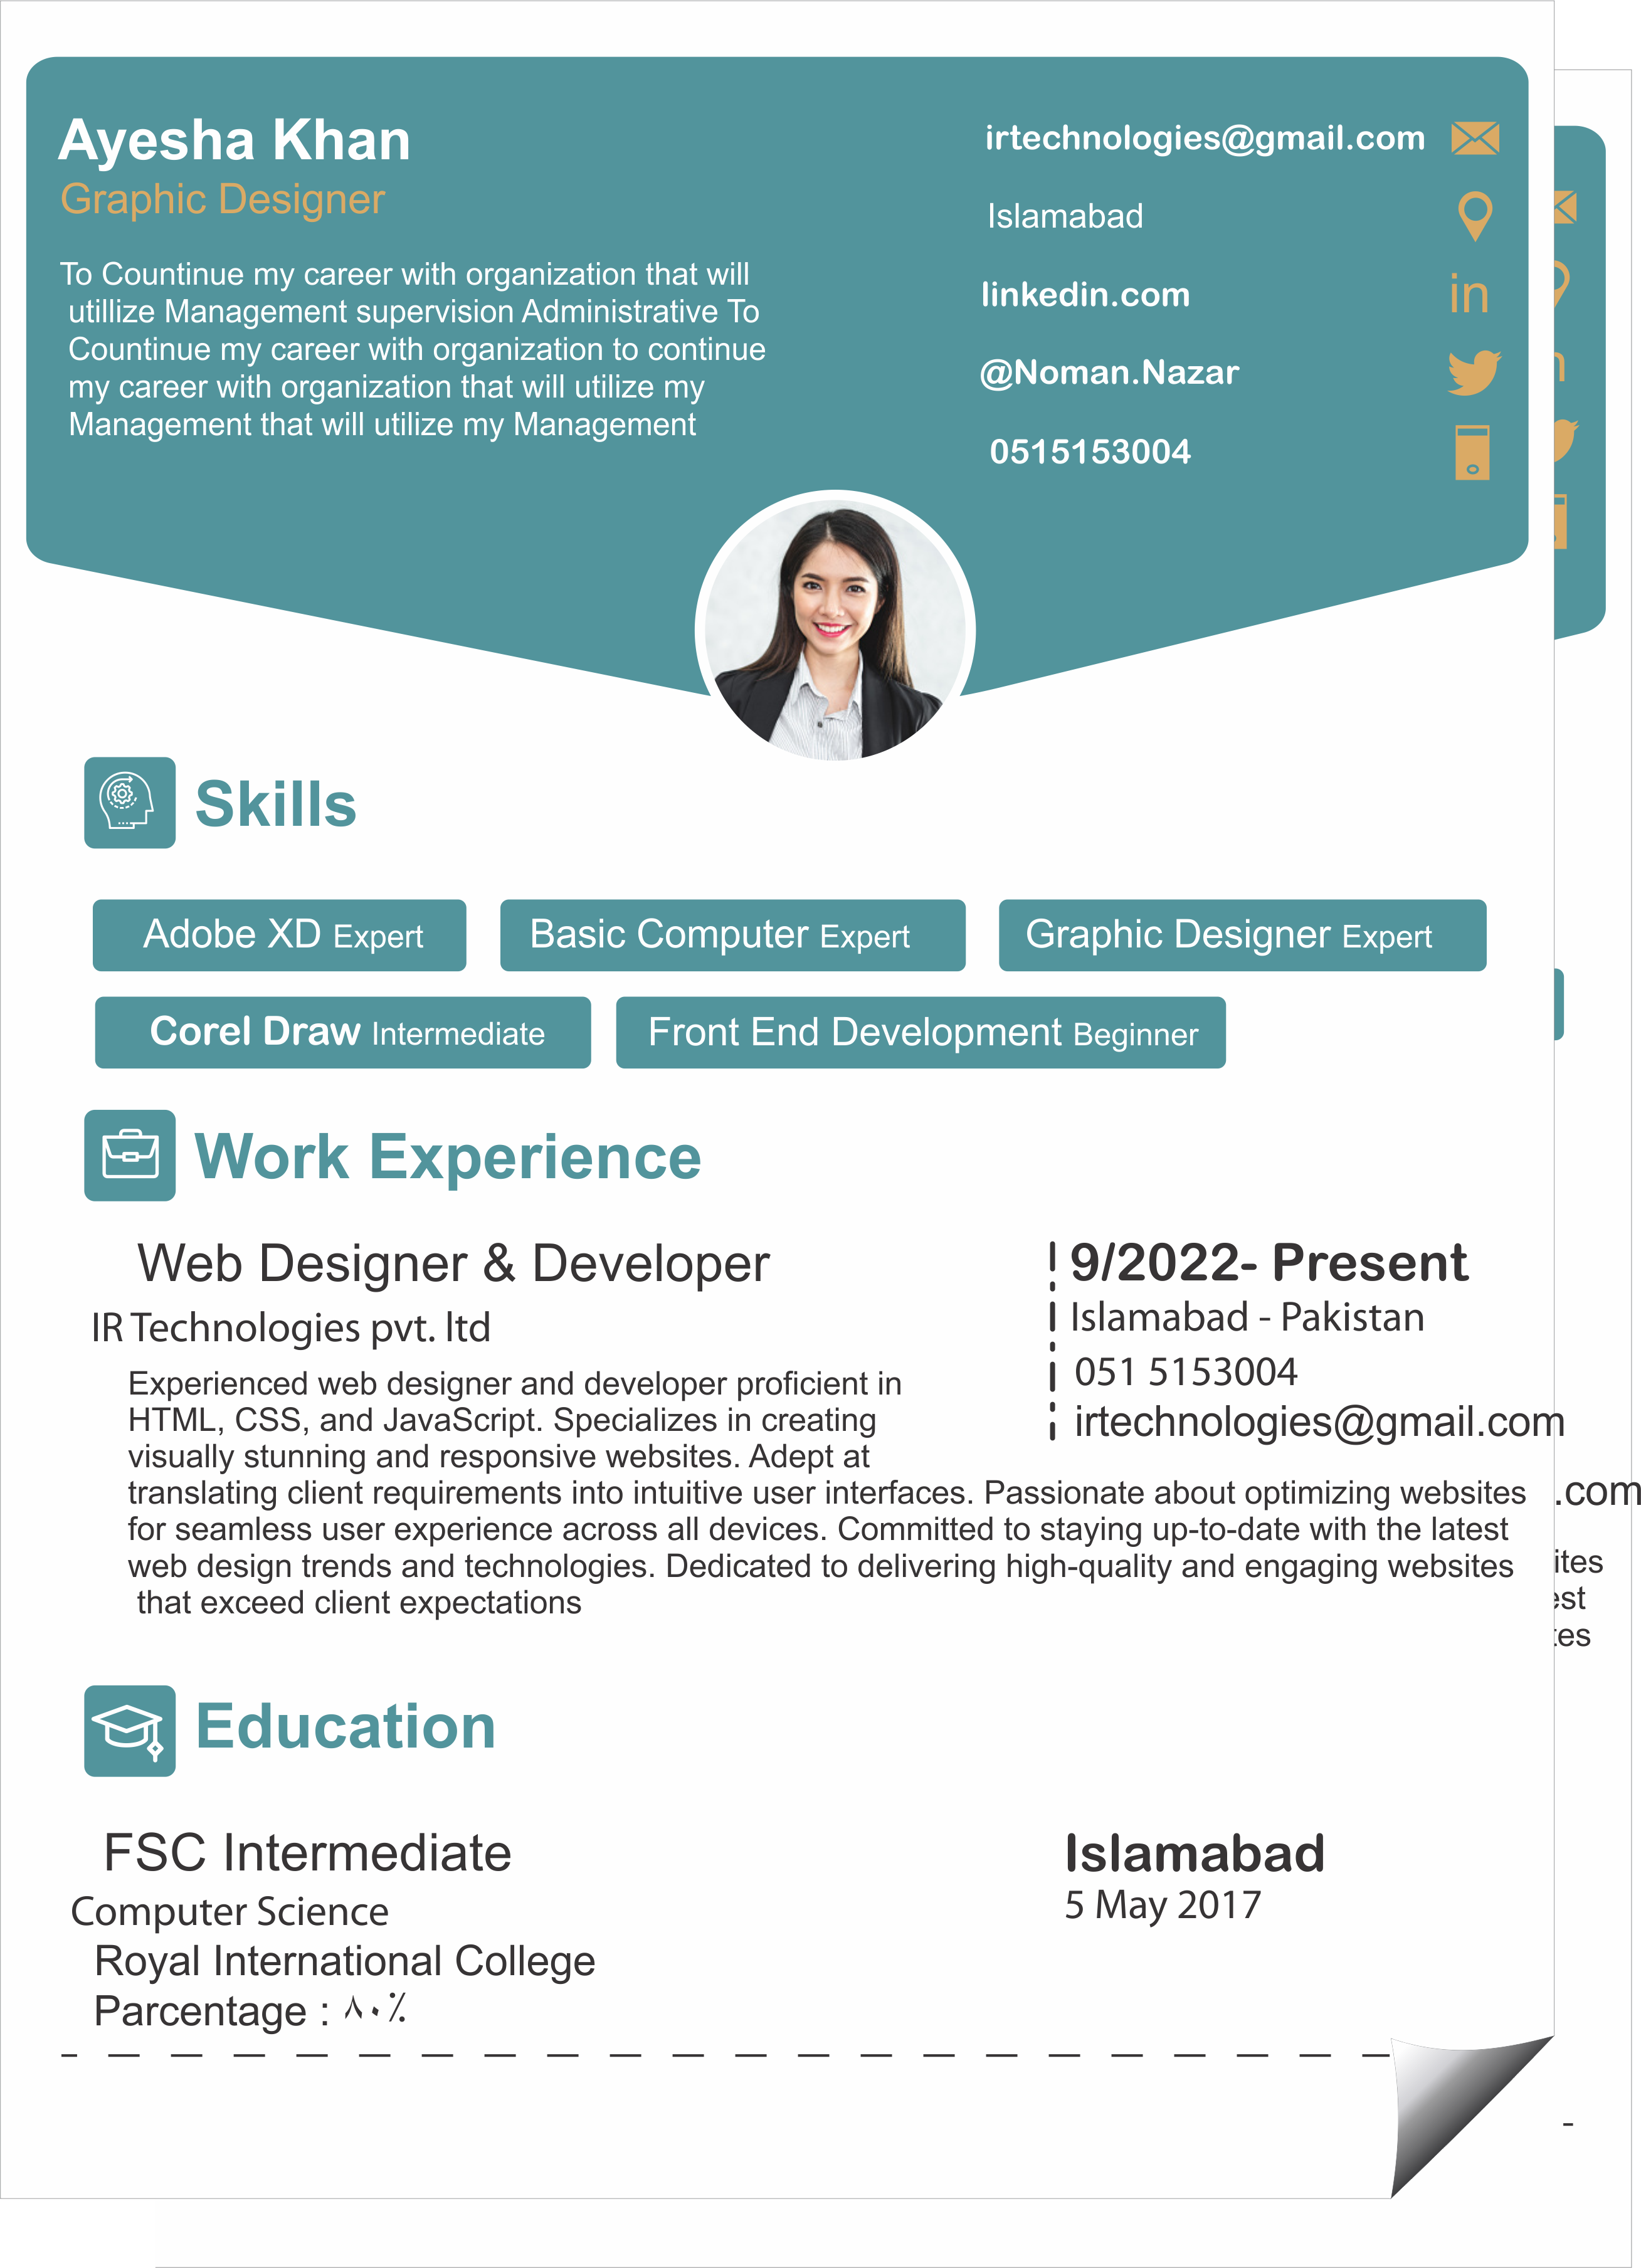 Ayesha Khan
Graphic Designer
To Countinue my career with organization that will
utillize Management supervision Administrative To
Countinue my career with organization to continue
my career with organization that will utilize my
Management that will utilize my Management
irtechnologies@gmail.com
Islamabad
linkedin.com
in
@Noman.Nazar
0515153004
Skills
Adobe XD Expert
Basic Computer Expert
Graphic Designer Expert
Corel Draw Intermediate
Front End Development Beginner
Work Experience
Web Designer & Developer
IR Technologies pvt. ltd
9/2022- Present
Islamabad - Pakistan
051 5153004
irtechnologies@gmail.com
Experienced web designer and developer proficient in
HTML, CSS, and JavaScript. Specializes in creating
visually stunning and responsive websites. Adept at
translating client requirements into intuitive user interfaces. Passionate about optimizing websites
for seamless user experience across all devices. Committed to staying up-to-date with the latest
web design trends and technologies. Dedicated to delivering high-quality and engaging websites
that exceed client expectations
.com
Education
FSC Intermediate
Computer Science
Royal International College
Parcentage : ٨٠٪
Islamabad
5 May 2017